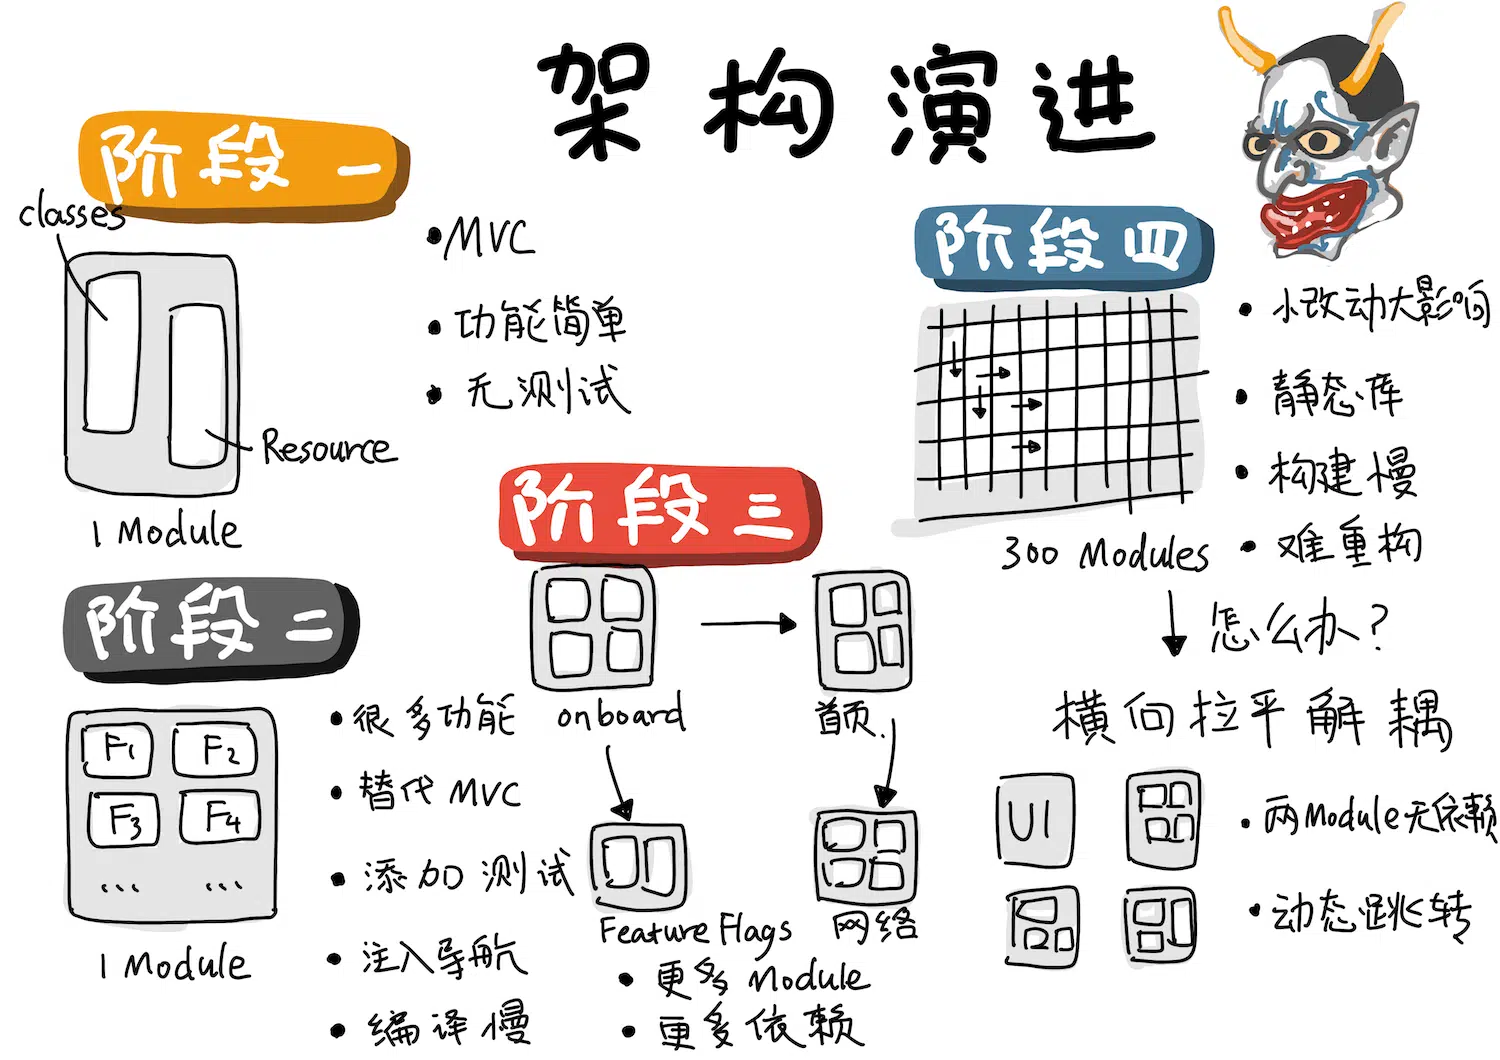 架构演进
阶段一
classes
Resource
1 Module
• MVC
• 功能简单
• 无测试
阶段二
F1 F2
F3 F4
... ...
1 Module
• 很多功能
• 替代 MVC
• 添加测试
• 注入导航
• 编译慢
阶段三
onboard
首页
Feature Flags
网络
• 更多 Module
• 更多依赖
阶段四
300 Modules
• 小改动大影响
• 静态库
• 构建慢
• 难重构
怎么办?
横向拉平解耦
UI
• 两Module无依赖
• 动态跳转